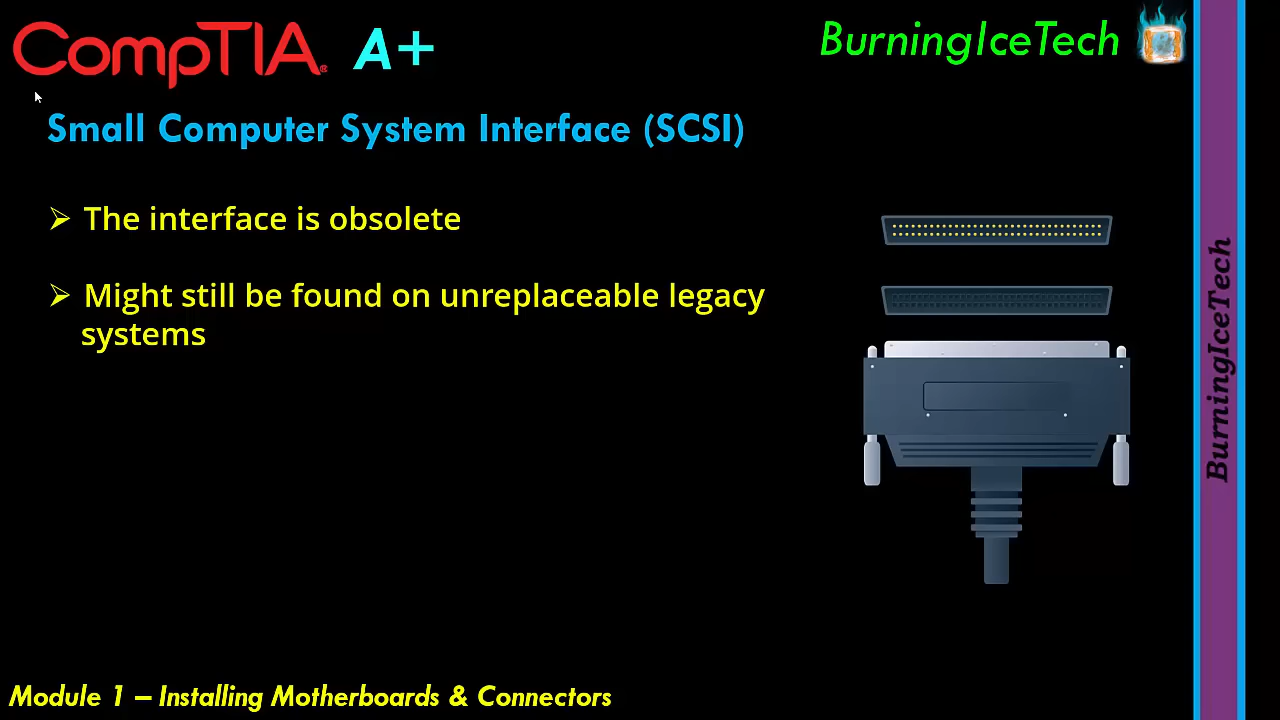 CompTIA® A+
BurningIceTech
Small Computer System Interface (SCSI)
➢ The interface is obsolete
➢ Might still be found on unreplaceable legacy
systems
BurningIceTech
Module 1 – Installing Motherboards & Connectors